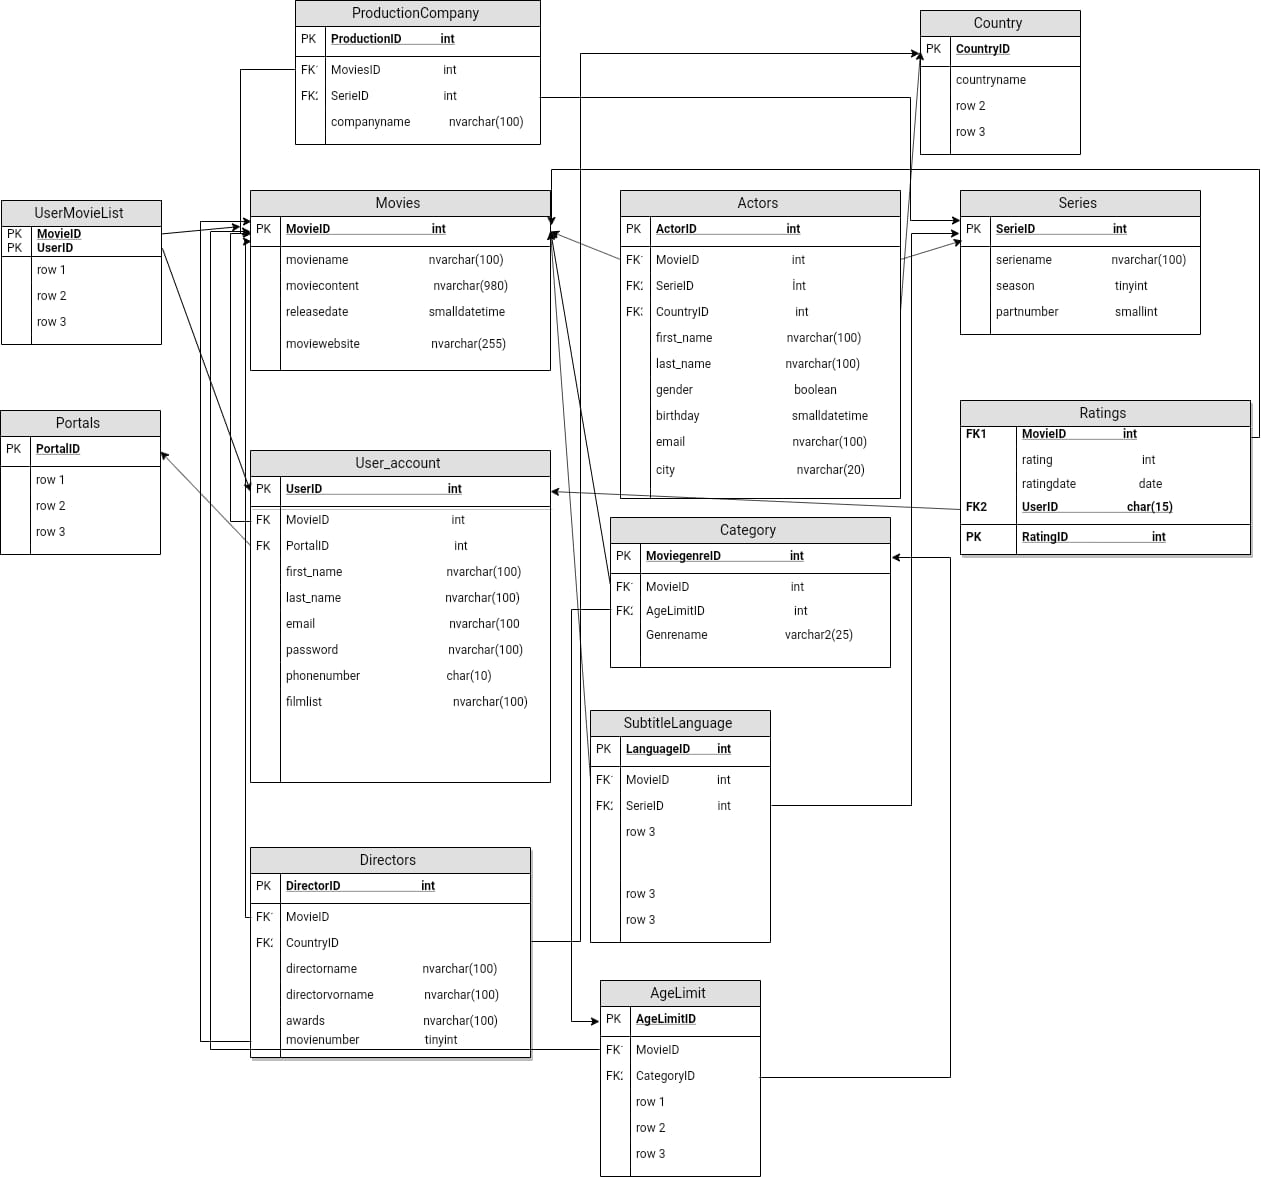 ProductionCompany
PK ProductionID int
FK MoviesID int
FK2 SerieID int
companyname nvarchar(100)
Country
PK CountryID
countryname
row 2
row 3
UserMovieList
PK MovieID
PK UserID
row 1
row 2
row 3
Movies
PK MovieID int
moviename nvarchar(100)
moviecontent nvarchar(980)
releasedate smalldatetime
moviewebsite nvarchar(255)
Actors
PK ActorID int
FK MovieID int
FK2 SerieID int
FK CountryID int
first_name nvarchar(100)
last_name nvarchar(100)
gender boolean
birthday smalldatetime
email nvarchar(100)
city nvarchar(20)
Series
PK SerieID int
seriename nvarchar(100)
season tinyint
partnumber smallint
Portals
PK PortalID
row 1
row 2
row 3
User_account
PK UserID int
FK MovieID int
FK PortalID int
first_name nvarchar(100)
last_name nvarchar(100)
email nvarchar(100
password nvarchar(100)
phonenumber char(10)
filmlist nvarchar(100)
Ratings
FK1 MovieID int
rating int
ratingdate date
FK2 UserID char(15)
PK RatingID int
Category
PK MoviegenreID int
FK MovieID int
FK2 AgeLimitID int
Genrename varchar2(25)
SubtitleLanguage
PK LanguageID int
FK MovieID int
FK2 SerieID int
row 3
row 3
row 3
Directors
PK DirectorID int
FK MovieID
FK2 CountryID
directorname nvarchar(100)
directorvorname nvarchar(100)
awards nvarchar(100)
movienumber tinyint
AgeLimit
PK AgeLimitID
FK MovieID
FK2 CategoryID
row 1
row 2
row 3